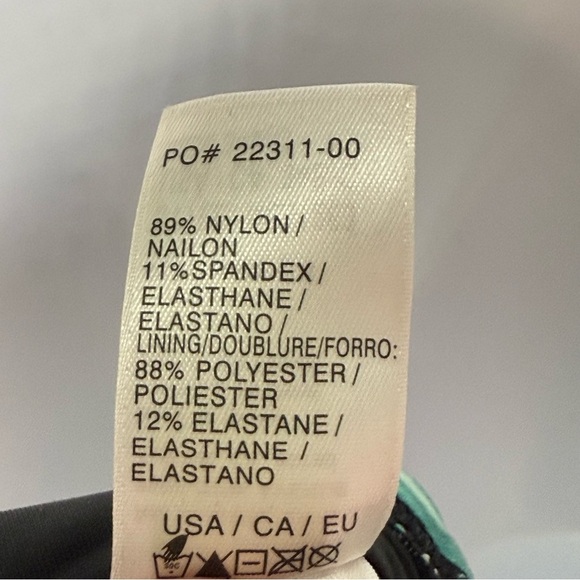 PO# 22311-00
89% NYLON /
NAILON
11%SPANDEX /
ELASTHANE /
ELASTANO /
LINING/DOUBLURE/FORRO:
88% POLYESTER /
POLIESTER
12% ELASTANE /
ELASTHANE /
ELASTANO
USA / CA / EU